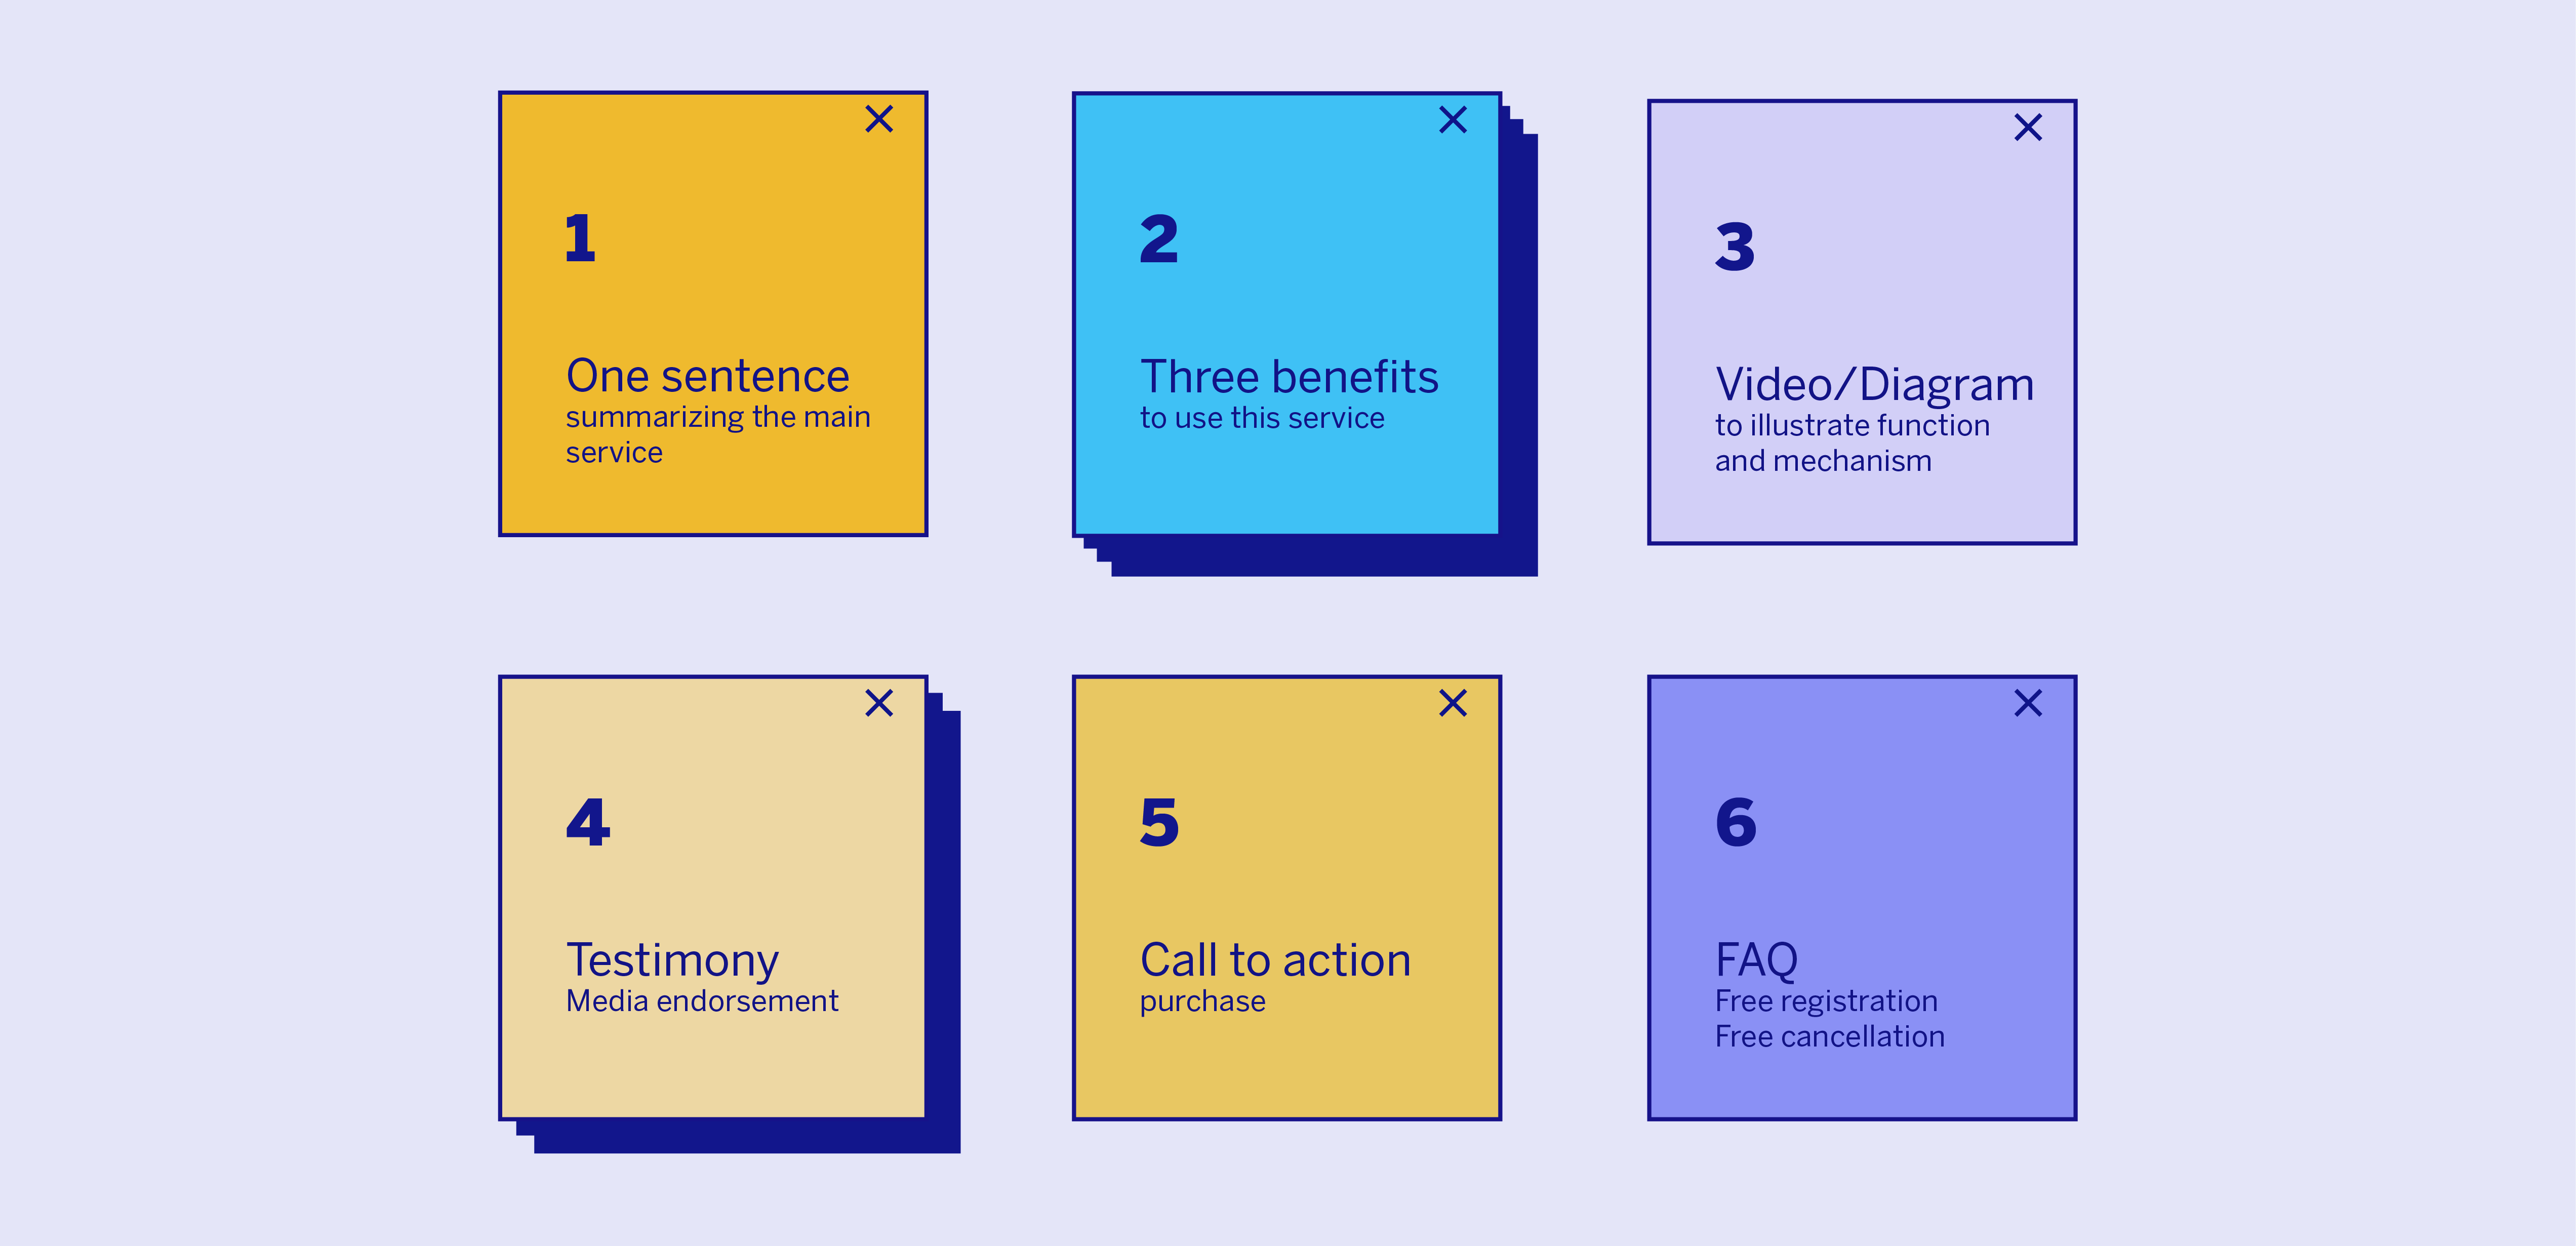 1
One sentence
summarizing the main
service
2
Three benefits
to use this service
3
Video/Diagram
to illustrate function
and mechanism
4
Testimony
Media endorsement
5
Call to action
purchase
6
FAQ
Free registration
Free cancellation